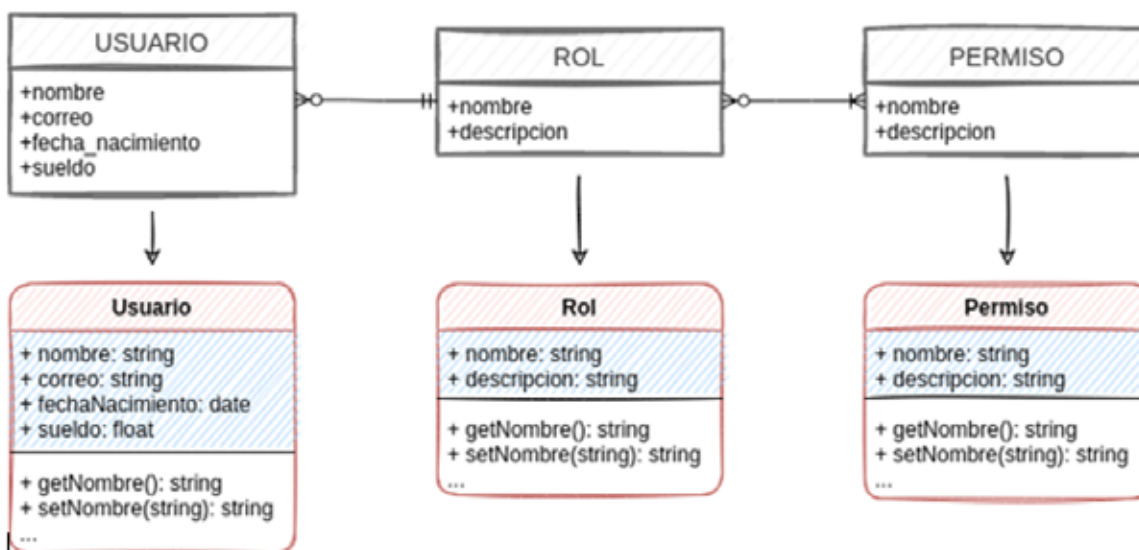 USUARIO
+nombre
+correo
+fecha_nacimiento
+sueldo
ROL
+nombre
+descripcion
PERMISO
+nombre
+descripcion
Usuario
+ nombre: string
+ correo: string
+ fechaNacimiento: date
+ sueldo: float
+ getNombre(): string
+ setNombre(string): string
...
Rol
+ nombre: string
+ descripcion: string
+ getNombre(): string
+ setNombre(string): string
...
Permiso
+ nombre: string
+ descripcion: string
+ getNombre(): string
+ setNombre(string): string
...